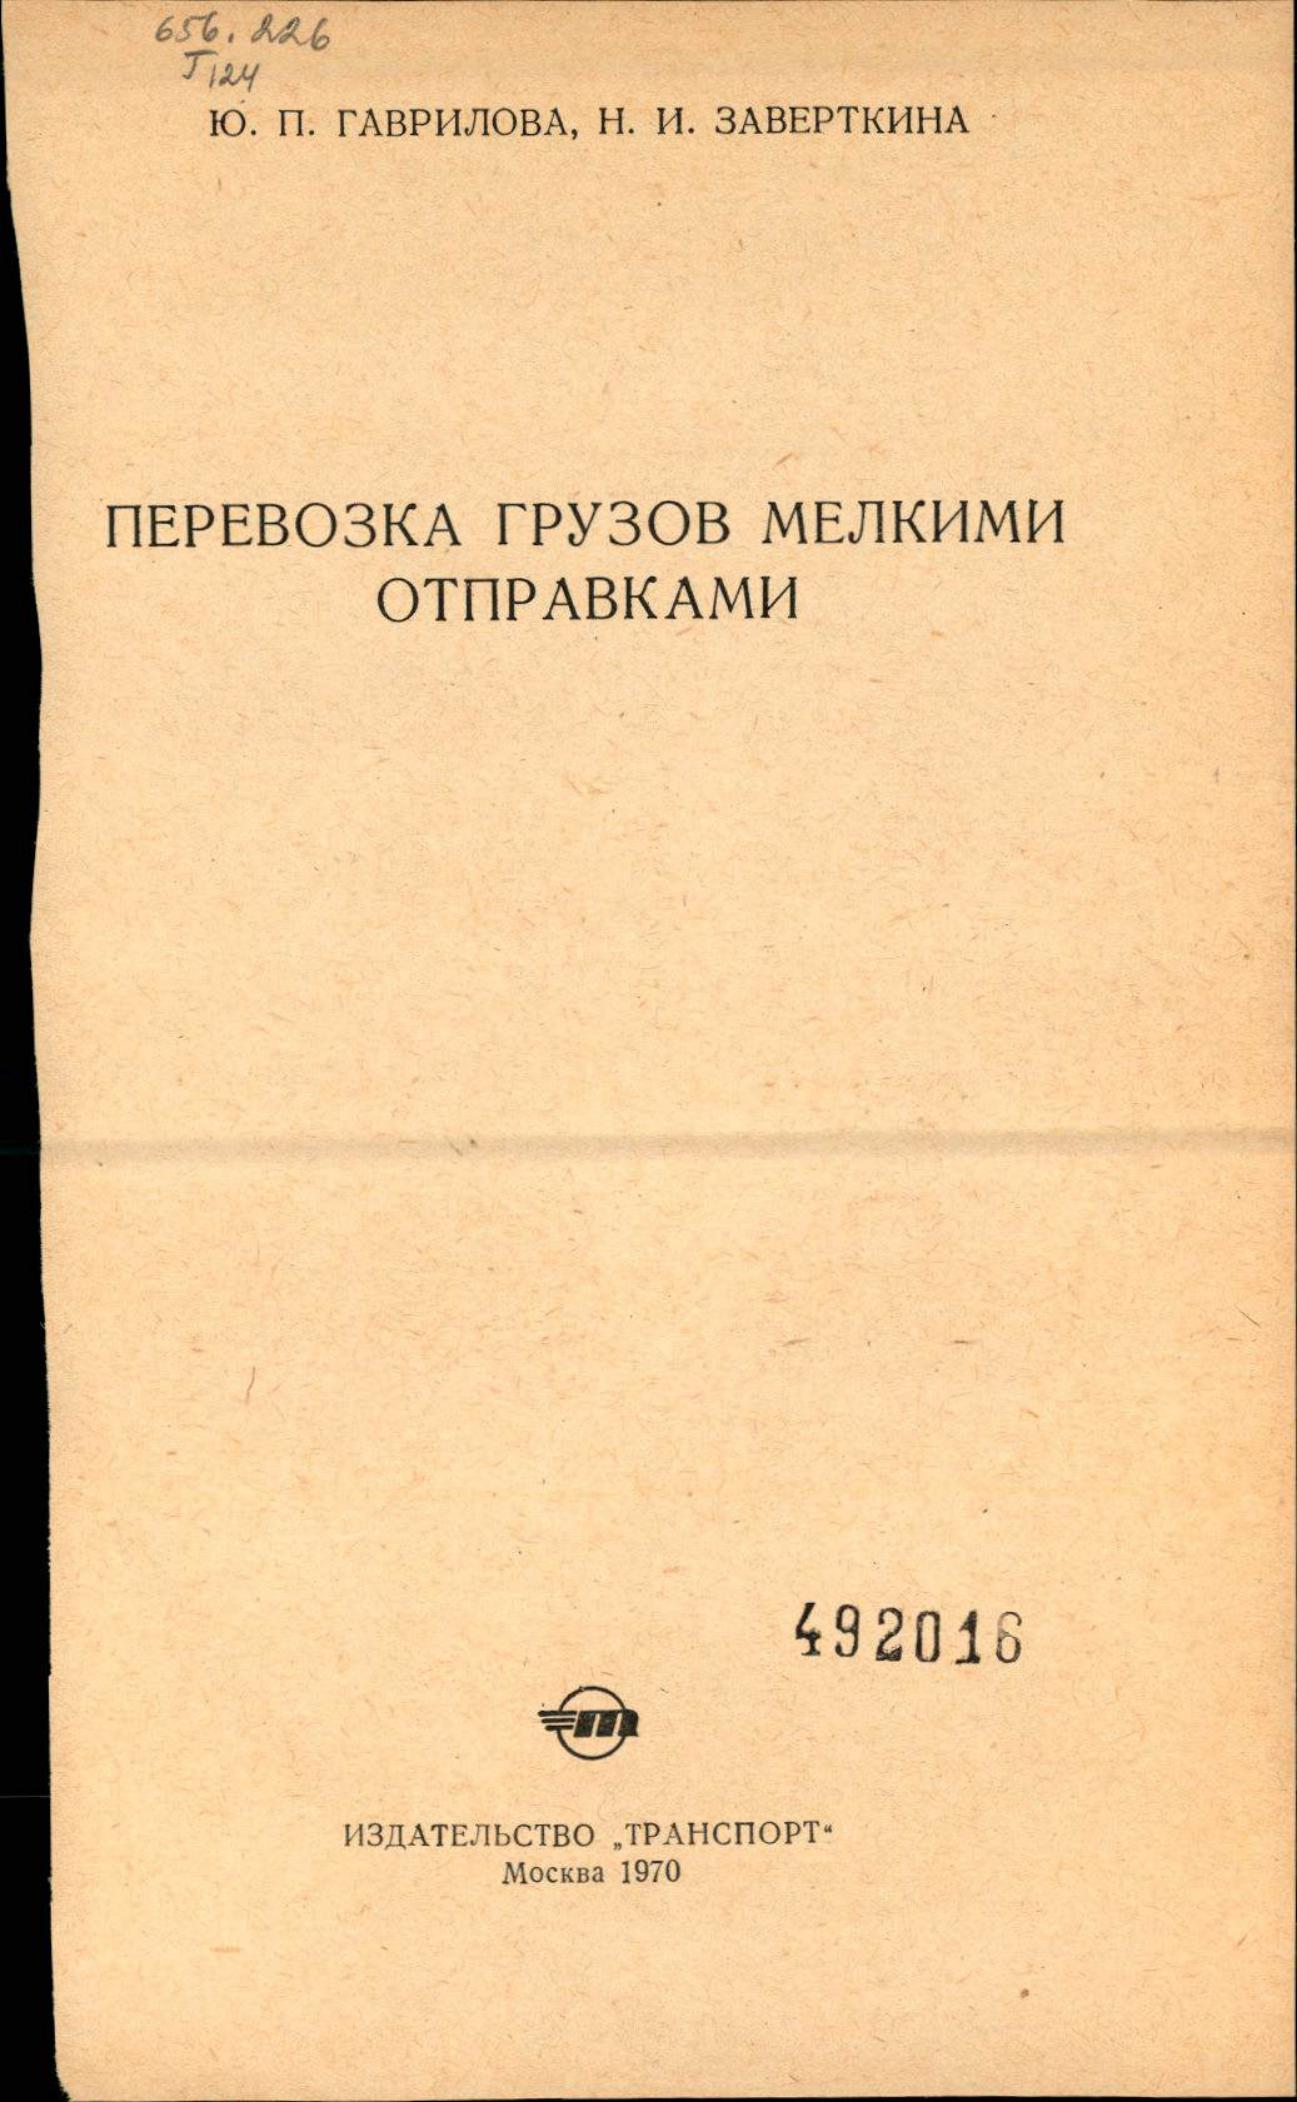 656.226
Г124
Ю. П. ГАВРИЛОВА, Н. И. ЗАВЕРТКИНА
ПЕРЕВОЗКА ГРУЗОВ МЕЛКИМИ
ОТПРАВКАМИ
492016
т
ИЗДАТЕЛЬСТВО „ТРАНСПОРТ“
Москва 1970